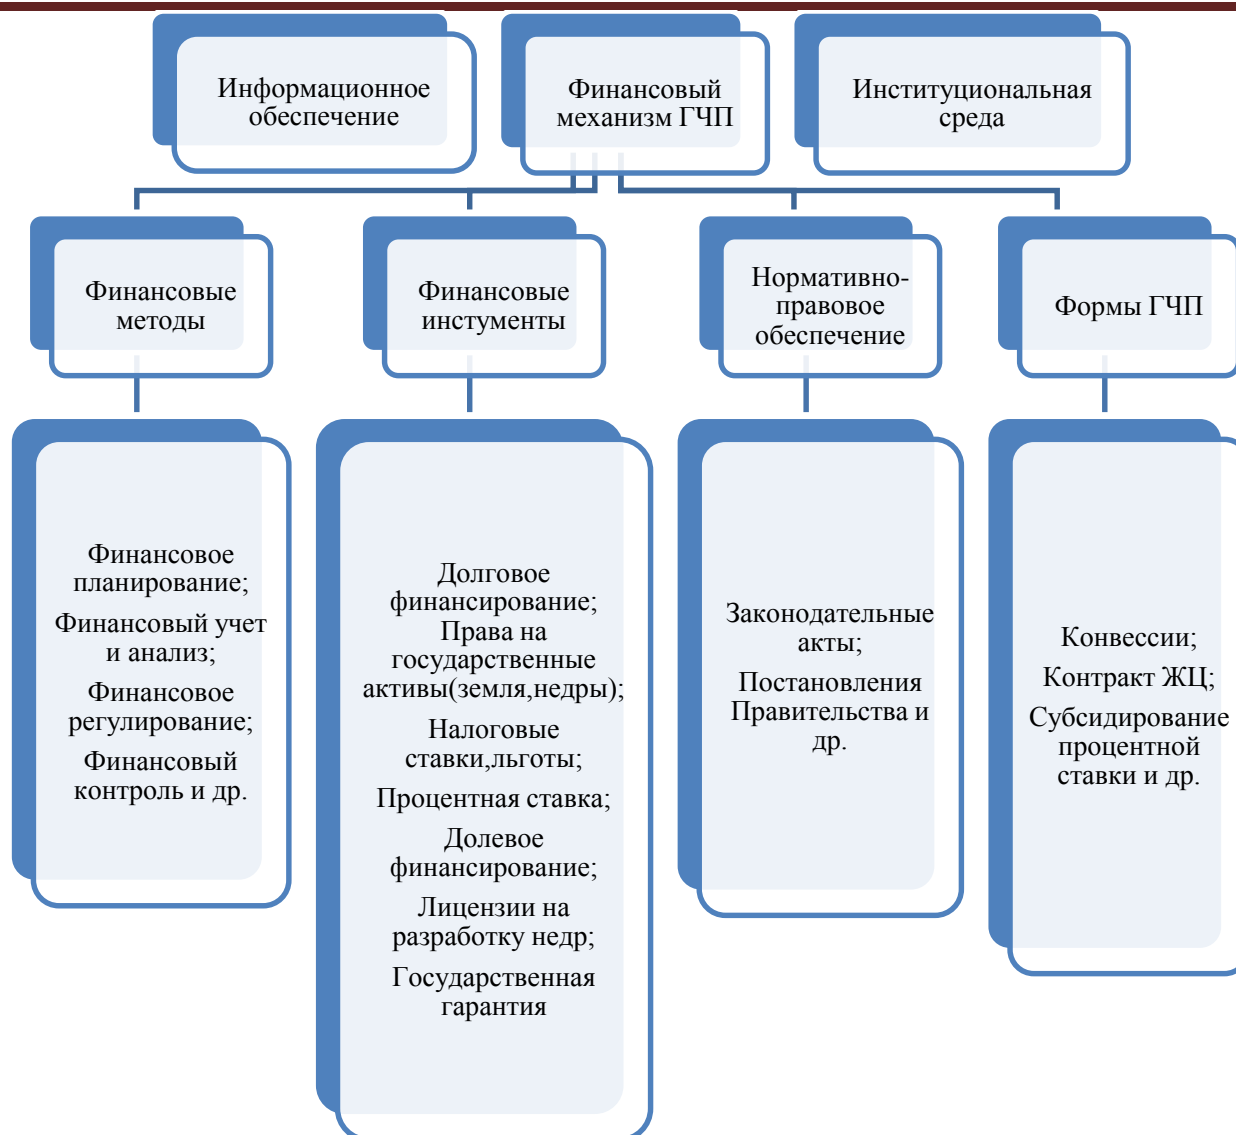 Информационное
обеспечение
Финансовый
механизм ГЧП
Институциональная
среда
Финансовые
методы
Финансовые
инстументы
Нормативно-
правовое
обеспечение
Формы ГЧП
Финансовое
планирование;
Финансовый учет
и анализ;
Финансовое
регулирование;
Финансовый
контроль и др.
Долговое
финансирование;
Права на
государственные
активы(земля,недры);
Налоговые
ставки,льготы;
Процентная ставка;
Долевое
финансирование;
Лицензии на
разработку недр;
Государственная
гарантия
Законодательные
акты;
Постановления
Правительства и
др.
Конвессии;
Контракт ЖЦ;
Субсидирование
процентной
ставки и др.